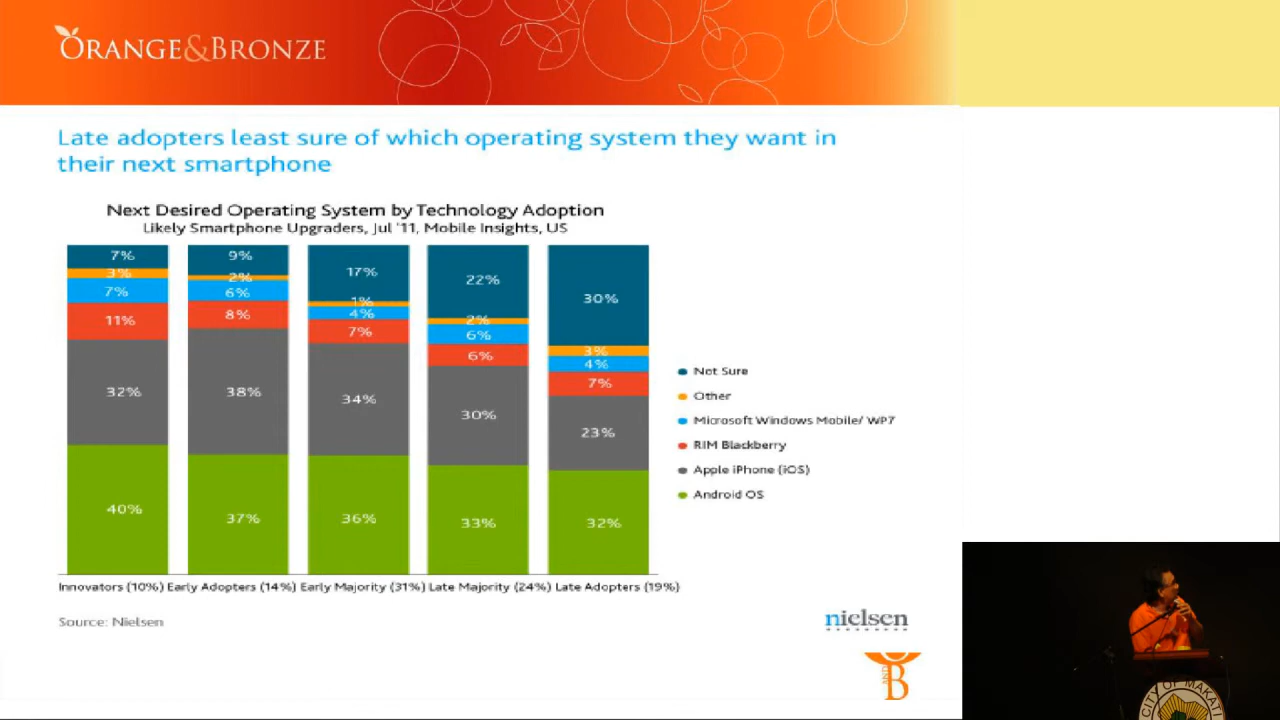 ORANGE&BRONZE
Late adopters least sure of which operating system they want in
their next smartphone
Next Desired Operating System by Technology Adoption
Likely Smartphone Upgraders, Jul '11, Mobile Insights, US
7%
3%
7%
11%
32%
40%
9%
2%
6%
8%
38%
37%
17%
1%
4%
7%
34%
36%
22%
2%
6%
6%
30%
33%
30%
3%
4%
7%
23%
32%
Not Sure
Other
Microsoft Windows Mobile/ WP7
RIM Blackberry
Apple iPhone (iOS)
Android OS
Innovators (10%) Early Adopters (14%) Early Majority (31%) Late Majority (24%) Late Adopters (19%)
Source: Nielsen
nielsen
AND
B
CITY OF MAKATI